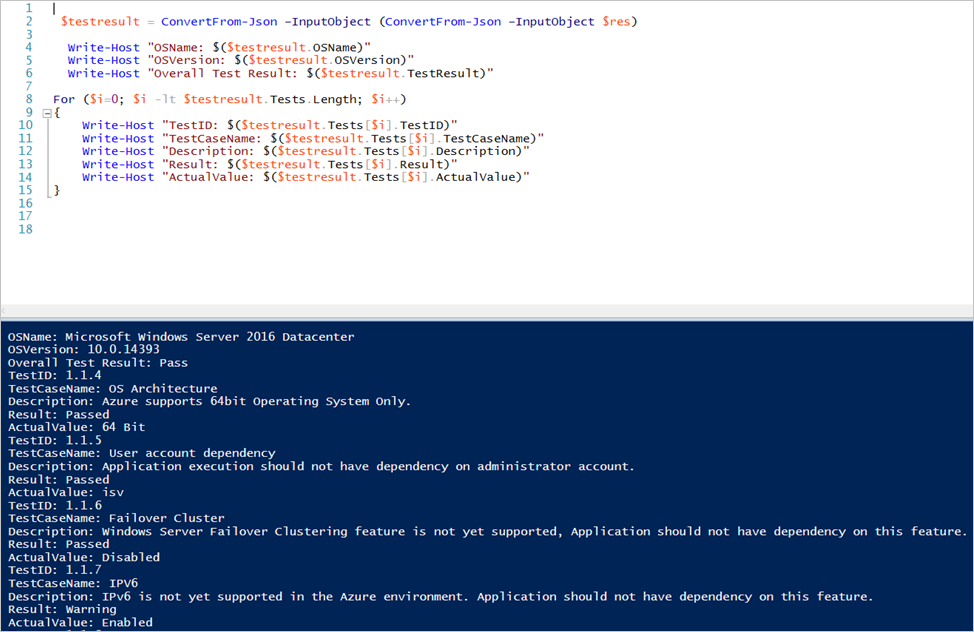 1
2 $testresult = ConvertFrom-Json –InputObject (ConvertFrom-Json –InputObject $res)
3
4 Write-Host "OSName: $($testresult.OSName)"
5 Write-Host "OSVersion: $($testresult.OSVersion)"
6 Write-Host "Overall Test Result: $($testresult.TestResult)"
7
8 For ($i=0; $i -lt $testresult.Tests.Length; $i++)
9 {
10 Write-Host "TestID: $($testresult.Tests[$i].TestID)"
11 Write-Host "TestCaseName: $($testresult.Tests[$i].TestCaseName)"
12 Write-Host "Description: $($testresult.Tests[$i].Description)"
13 Write-Host "Result: $($testresult.Tests[$i].Result)"
14 Write-Host "ActualValue: $($testresult.Tests[$i].ActualValue)"
15 }
16
17
18
OSName: Microsoft Windows Server 2016 Datacenter
OSVersion: 10.0.14393
Overall Test Result: Pass
TestID: 1.1.4
TestCaseName: OS Architecture
Description: Azure supports 64bit Operating System Only.
Result: Passed
ActualValue: 64 Bit
TestID: 1.1.5
TestCaseName: User account dependency
Description: Application execution should not have dependency on administrator account.
Result: Passed
ActualValue: isv
TestID: 1.1.6
TestCaseName: Failover Cluster
Description: Windows Server Failover Clustering feature is not yet supported, Application should not have dependency on this feature.
Result: Passed
ActualValue: Disabled
TestID: 1.1.7
TestCaseName: IPV6
Description: IPv6 is not yet supported in the Azure environment. Application should not have dependency on this feature.
Result: Warning
ActualValue: Enabled